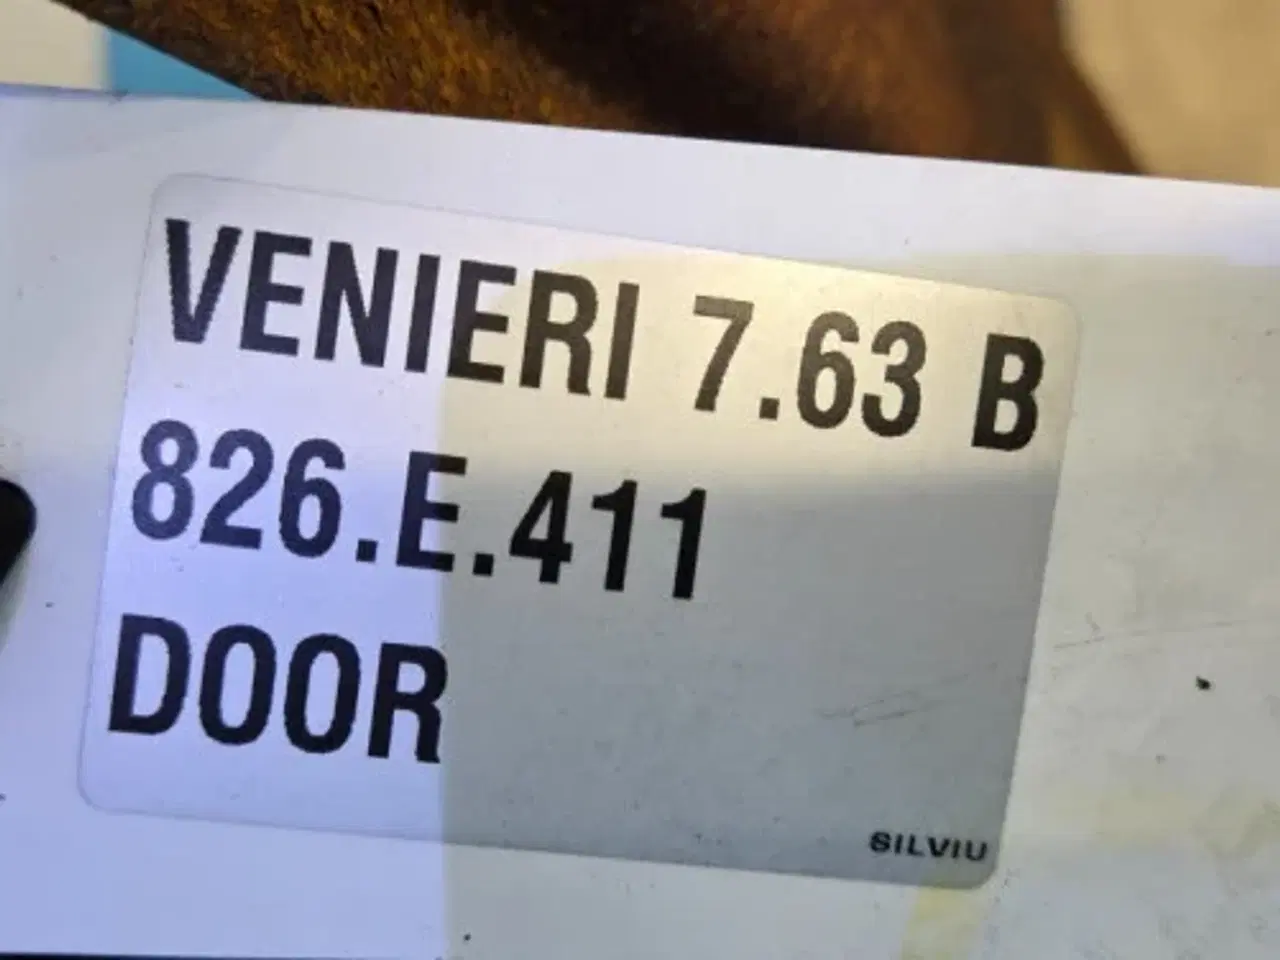 VENIERI 7.63 B
826.E.411
DOOR
SILVIU